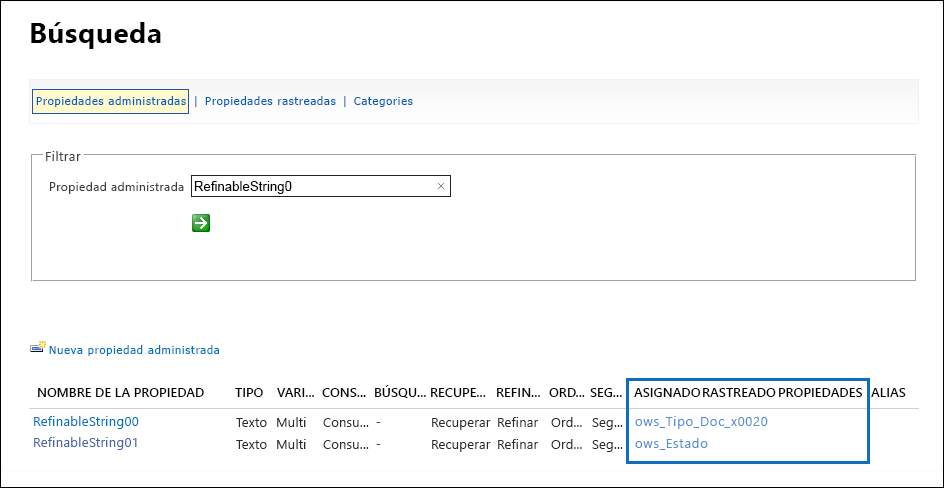 Búsqueda
Propiedades administradas | Propiedades rastreadas | Categories
Filtrar
Propiedad administrada RefinableString0 ×
Nueva propiedad administrada
NOMBRE DE LA PROPIEDAD TIPO VARI... CONS... BÚSQU... RECUPE... REFIN... ORD... SEG... ASIGNADO RASTREADO PROPIEDADES ALIAS
RefinableString00 Texto Multi Consu... - Recuperar Refinar Ord... Seg... ows_Tipo_Doc_x0020
RefinableString01 Texto Multi Consu... - Recuperar Refinar Ord... Seg... ows_Estado